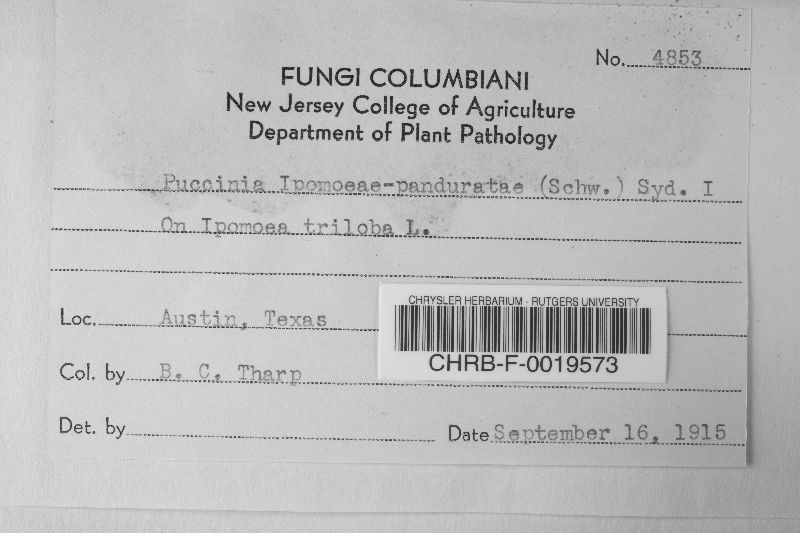 No. 4853
FUNGI COLUMBIANI
New Jersey College of Agriculture
Department of Plant Pathology
Puccinia Ipomoeae-panduratae (Schw.) Syd. I
On Ipomoea triloba L.
Loc. Austin, Texas
CHRYSLER HERBARIUM - RUTGERS UNIVERSITY
CHRB-F-0019573
Col. by B. C. Tharp
Det. by
Date September 16, 1915